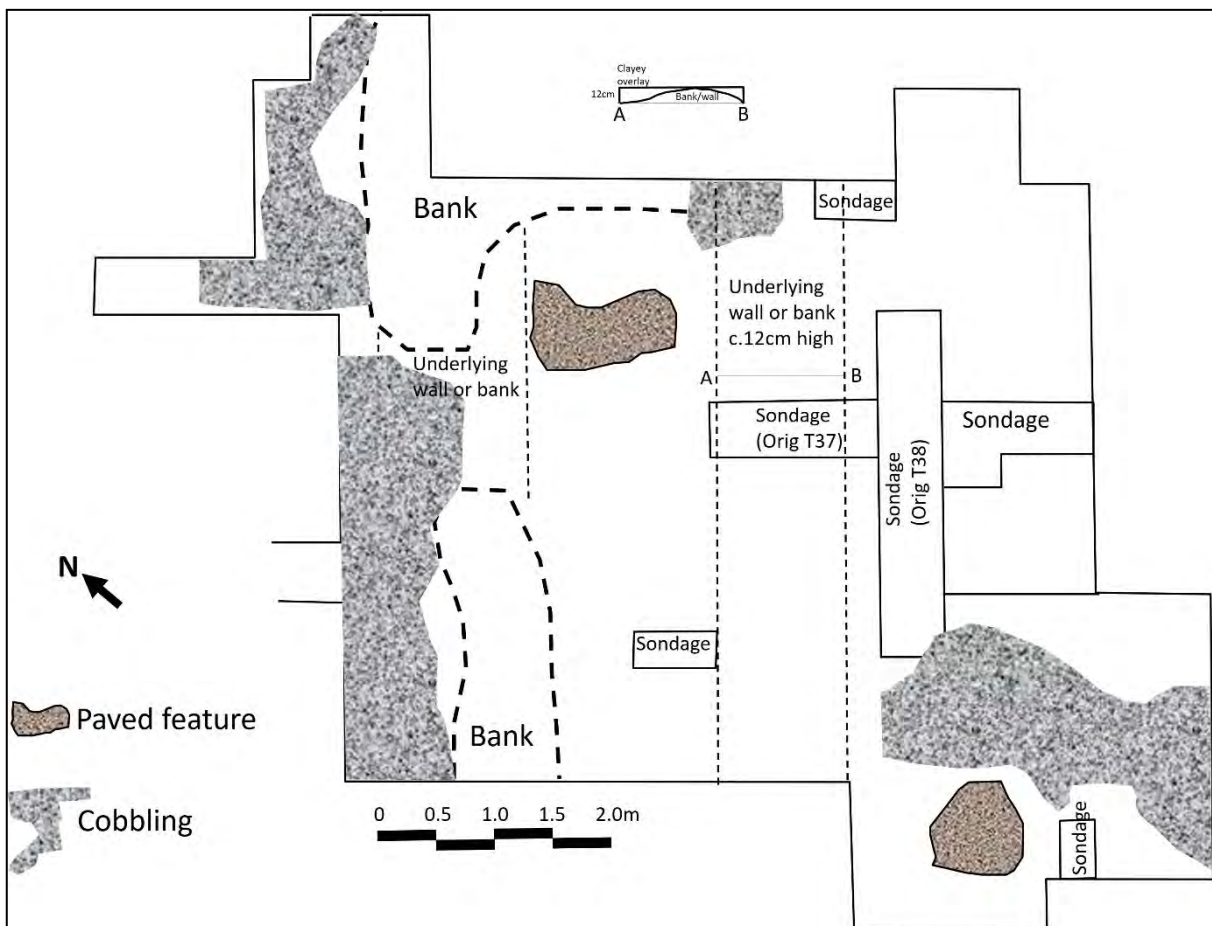 Clayey
overlay
12cm
Bank/wall
A
B
Bank
Sondage
Underlying
wall or bank
c.12cm high
Underlying
wall or bank
A
B
Sondage
(Orig T37)
Sondage
(Orig T38)
Sondage
N
Sondage
Paved feature
Bank
Cobbling
0 0.5 1.0 1.5 2.0m
Sondage